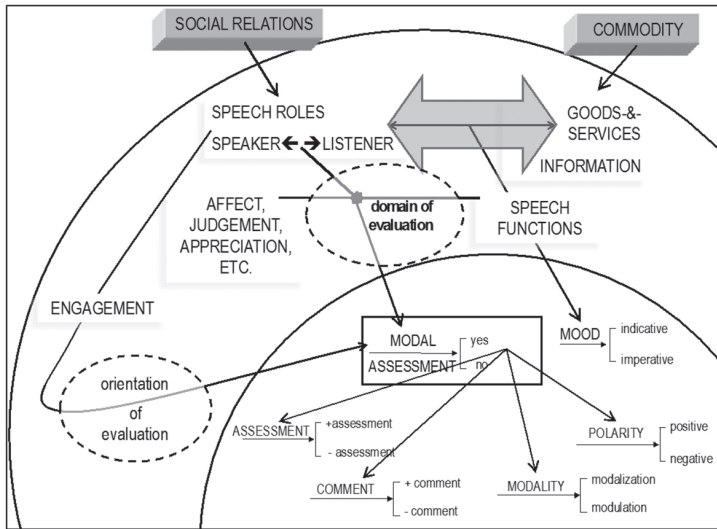 SOCIAL RELATIONS
COMMODITY
SPEECH ROLES
SPEAKER
LISTENER
GOODS-&-
SERVICES
INFORMATION
AFFECT,
JUDGEMENT,
APPRECIATION,
ETC.
domain of
evaluation
SPEECH
FUNCTIONS
ENGAGEMENT
orientation
of
evaluation
MODAL
ASSESSMENT
yes
no
MOOD
indicative
imperative
ASSESSMENT
+assessment
- assessment
COMMENT
+ comment
- comment
MODALITY
modalization
modulation
POLARITY
positive
negative